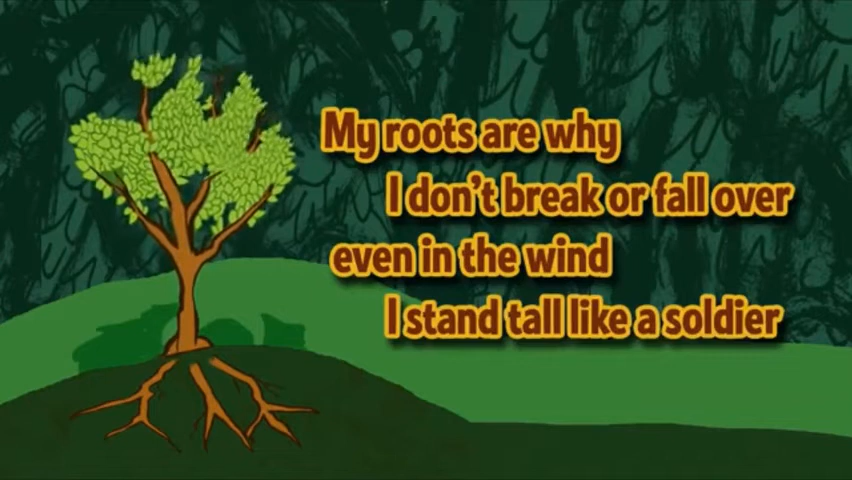 My roots are why
I don't break or fall over
even in the wind
I stand tall like a soldier